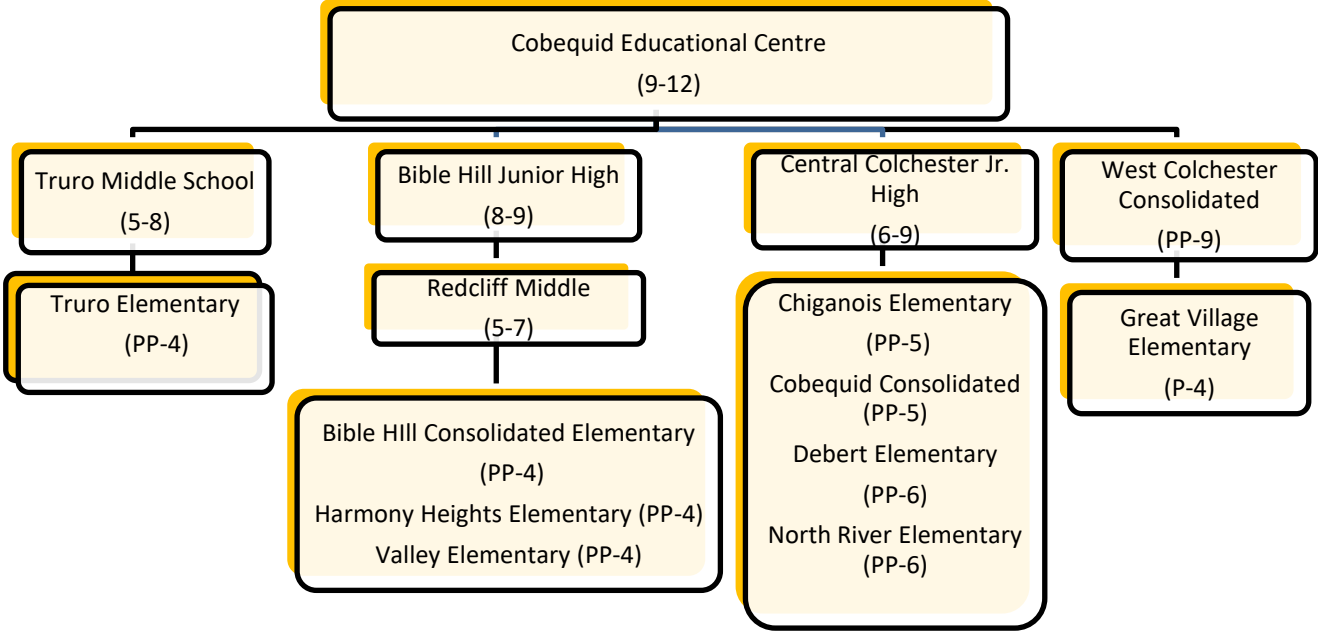 Cobequid Educational Centre
(9-12)
Truro Middle School
(5-8)
Truro Elementary
(PP-4)
Bible Hill Junior High
(8-9)
Redcliff Middle
(5-7)
Bible HIll Consolidated Elementary
(PP-4)
Harmony Heights Elementary (PP-4)
Valley Elementary (PP-4)
Central Colchester Jr.
High
(6-9)
Chiganois Elementary
(PP-5)
Cobequid Consolidated
(PP-5)
Debert Elementary
(PP-6)
North River Elementary
(PP-6)
West Colchester
Consolidated
(PP-9)
Great Village
Elementary
(P-4)